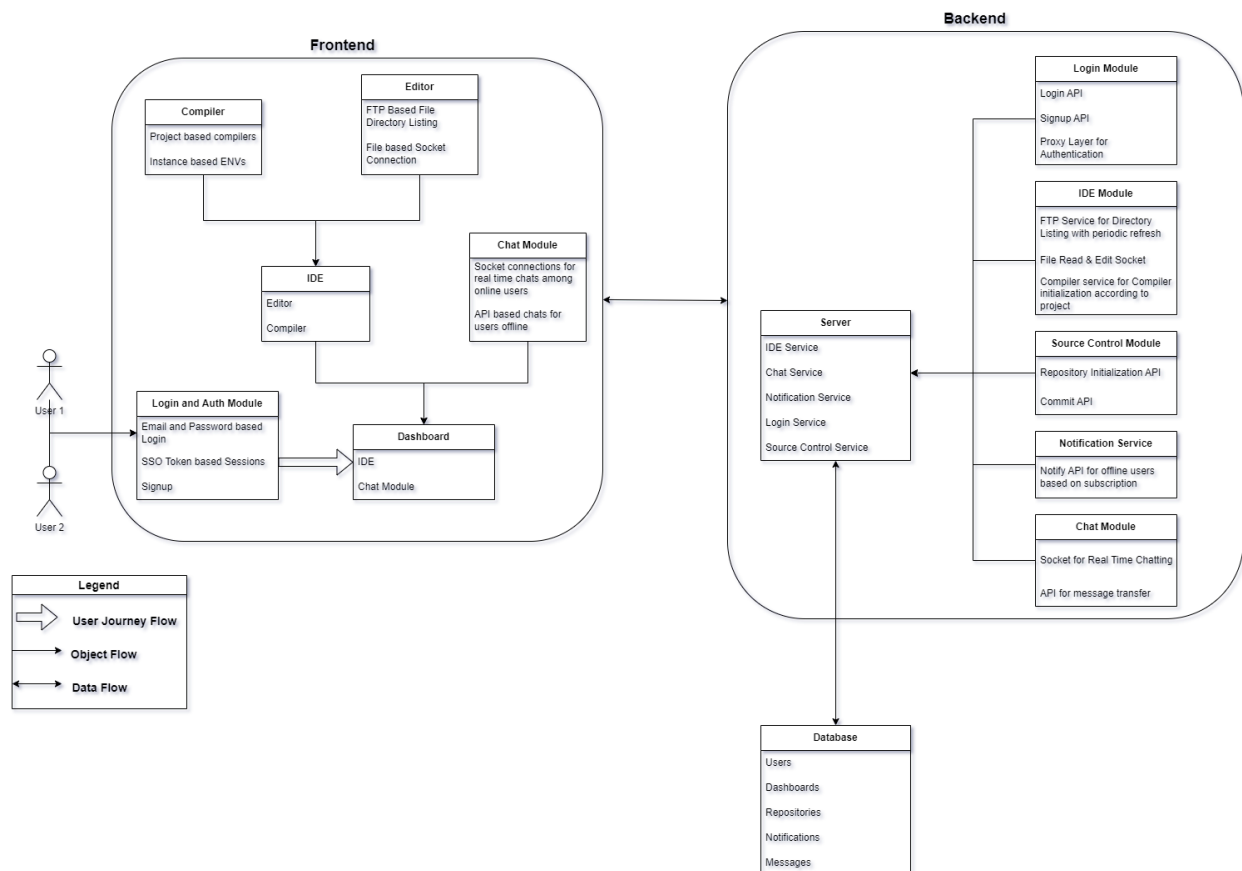 Backend
Frontend
Editor
FTP Based File
Directory Listing
File based Socket
Connection
Compiler
Project based compilers
Instance based ENVs
IDE
Editor
Compiler
Chat Module
Socket connections for
real time chats among
online users
API based chats for
users offline
User 1
User 2
Login and Auth Module
Email and Password based
Login
SSO Token based Sessions
Signup
Dashboard
IDE
Chat Module
Legend
User Journey Flow
Object Flow
Data Flow
Server
IDE Service
Chat Service
Notification Service
Login Service
Source Control Service
Login Module
Login API
Signup API
Proxy Layer for
Authentication
IDE Module
FTP Service for Directory
Listing with periodic refresh
File Read & Edit Socket
Compiler service for Compiler
initialization according to
project
Source Control Module
Repository Initialization API
Commit API
Notification Service
Notify API for offline users
based on subscription
Chat Module
Socket for Real Time Chatting
API for message transfer
Database
Users
Dashboards
Repositories
Notifications
Messages